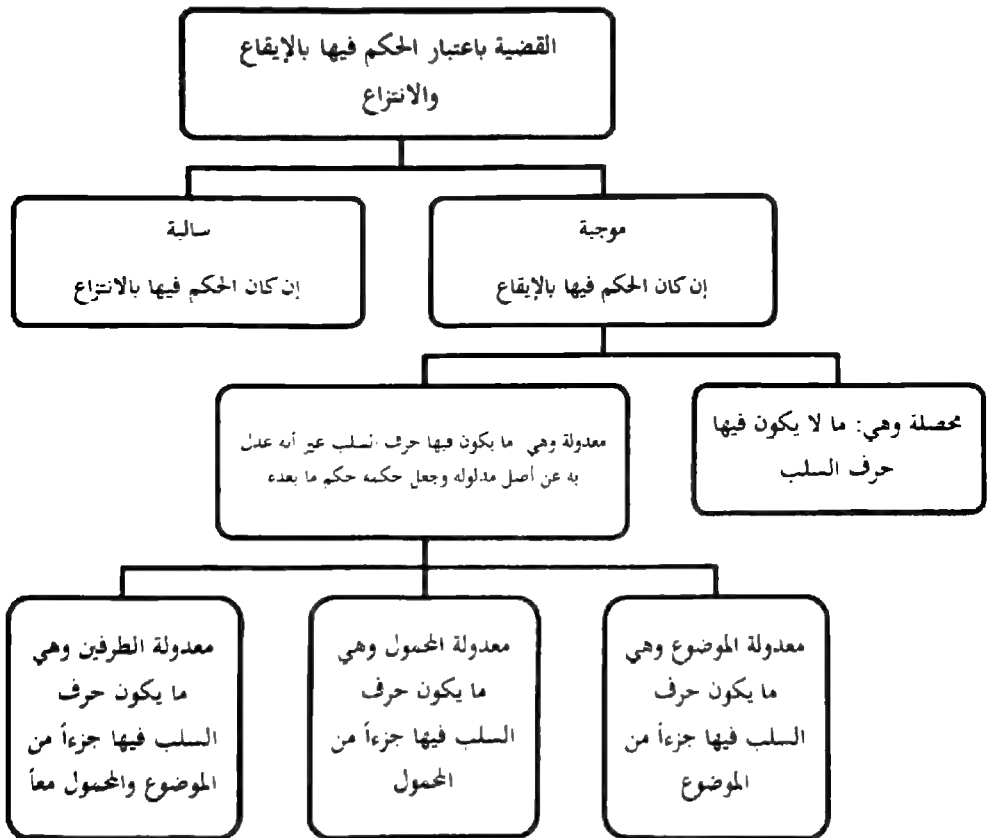 القضية باعتبار الحكم فيها بالإيقاع
والانتزاع
موجبة
إن كان الحكم فيها بالإيقاع
سالبة
إن كان الحكم فيها بالانتزاع
محصلة وهي: ما لا يكون فيها
حرف السلب
معدولة وهي ما يكون فيها حرف السلب غير أنه عدل
به عن أصل مدلوله وجعل حكمه حكم ما بعده
معدولة الموضوع وهي
ما يكون حرف
السلب فيها جزءاً من
الموضوع
معدولة المحمول وهي
ما يكون حرف
السلب فيها جزءاً من
المحمول
معدولة الطرفين وهي
ما يكون حرف
السلب فيها جزءاً من
الموضوع والمحمول معاً